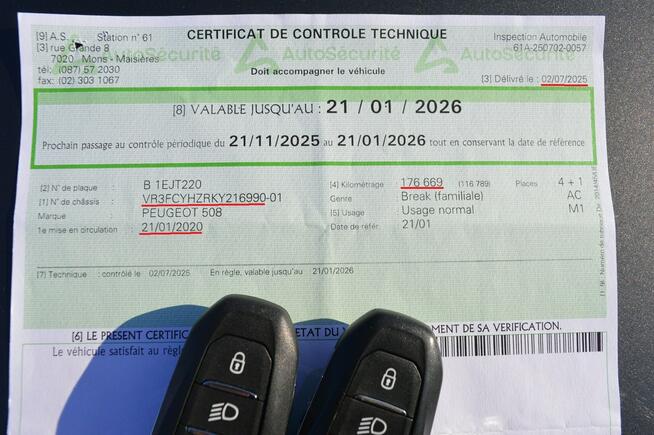 [9] A.S. Station n° 61
[3] rue Grande 8
7020 - Mons - Maisières
tél: (087) 57 2030
fax: (02) 303 1067
CERTIFICAT DE CONTROLE TECHNIQUE
AutoSécurité AutoSécurité
Doit accompagner le véhicule
Inspection Automobile
61A-250702-0057
[3] Délivré le: 02/07/2025
[8] VALABLE JUSQU'AU : 21 / 01 / 2026
Prochain passage au contrôle périodique du 21/11/2025 au 21/01/2026 tout en conservant la date de référence
[2] N° de plaque : B 1EJT220
[1] N° de châssis : VR3FCYHZRKY216990-01
Marque PEUGEOT 508
1e mise en circulation : 21/01/2020
[4] Kilométrage : 176 669 (116 789) Places 4 + 1
Genre Break (familiale) AC
[5] Usage : Usage normal M1
Date de référ 21/01
[7] Technique : contrôlé le 02/07/2025 En règle, valable jusqu'au 21/01/2026
[6] LE PRESENT CERTIFIC ETAT DU V MENT DE SA VERIFICATION.
Le véhicule satisfait au règl